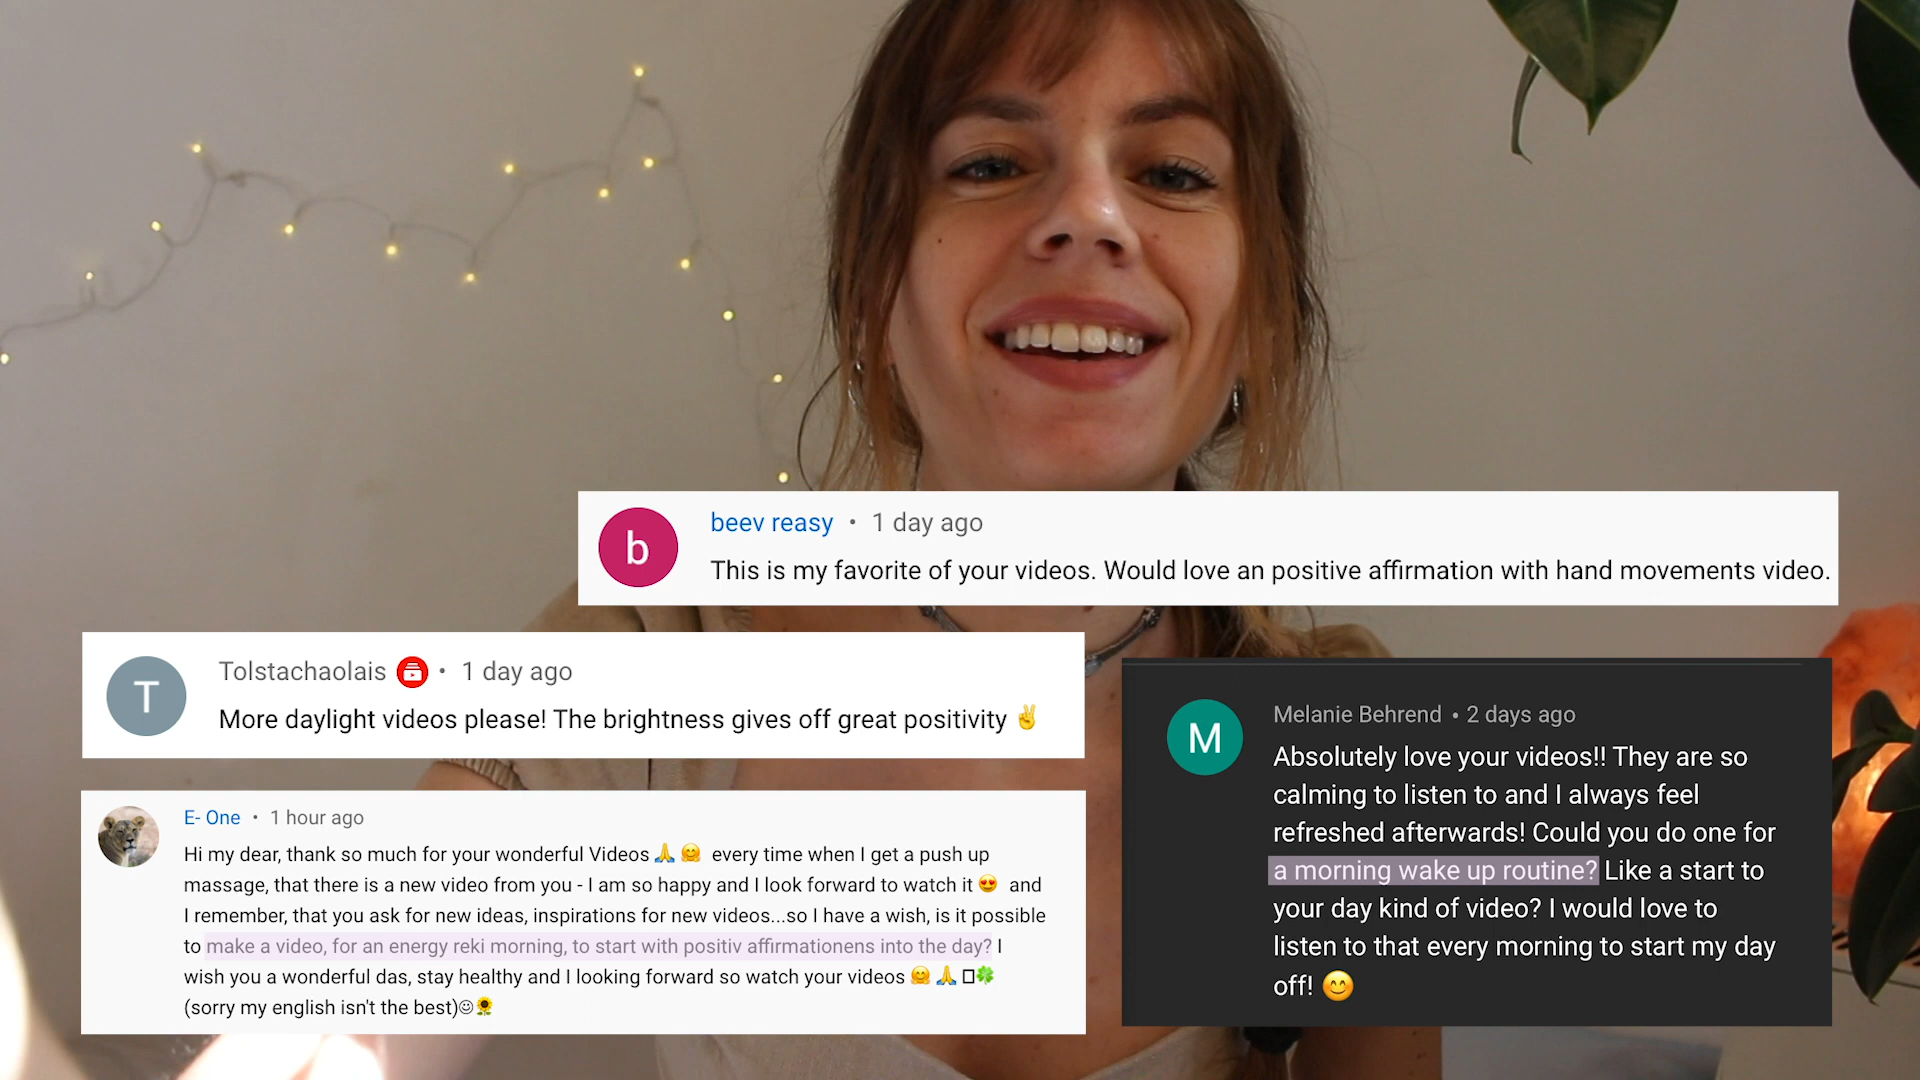 b
beev reasy • 1 day ago
This is my favorite of your videos. Would love an positive affirmation with hand movements video.
T
Tolstachaolais • 1 day ago
More daylight videos please! The brightness gives off great positivity ✌️
E- One • 1 hour ago
Hi my dear, thank so much for your wonderful Videos 🙏 🤗 every time when I get a push up
massage, that there is a new video from you - I am so happy and I look forward to watch it 😍 and
I remember, that you ask for new ideas, inspirations for new videos...so I have a wish, is it possible
to make a video, for an energy reki morning, to start with positiv affirmationens into the day? I
wish you a wonderful das, stay healthy and I looking forward so watch your videos 🤗 🙏 □🍀
(sorry my english isn't the best)☺🌻
M
Melanie Behrend • 2 days ago
Absolutely love your videos!! They are so
calming to listen to and I always feel
refreshed afterwards! Could you do one for
a morning wake up routine? Like a start to
your day kind of video? I would love to
listen to that every morning to start my day
off! 😊